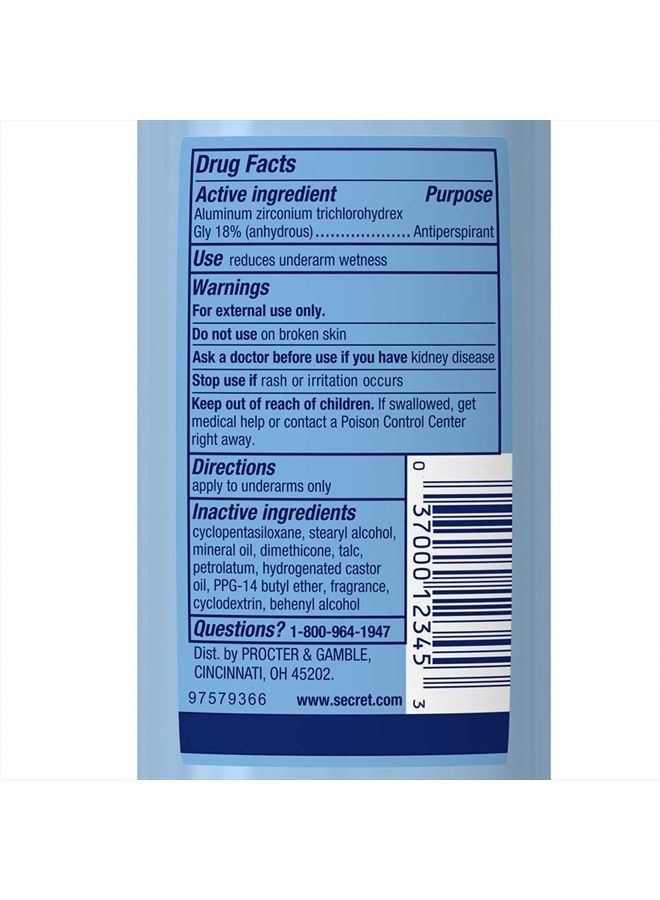 Drug Facts
Active ingredient Purpose
Aluminum zirconium trichlorohydrex
Gly 18% (anhydrous)................... Antiperspirant
Use reduces underarm wetness
Warnings
For external use only.
Do not use on broken skin
Ask a doctor before use if you have kidney disease
Stop use if rash or irritation occurs
Keep out of reach of children. If swallowed, get
medical help or contact a Poison Control Center
right away.
Directions
apply to underarms only
Inactive ingredients
cyclopentasiloxane, stearyl alcohol,
mineral oil, dimethicone, talc,
petrolatum, hydrogenated castor
oil, PPG-14 butyl ether, fragrance,
cyclodextrin, behenyl alcohol
Questions? 1-800-964-1947
Dist. by PROCTER & GAMBLE,
CINCINNATI, OH 45202.
97579366 www.secret.com
0 37000 12345 3